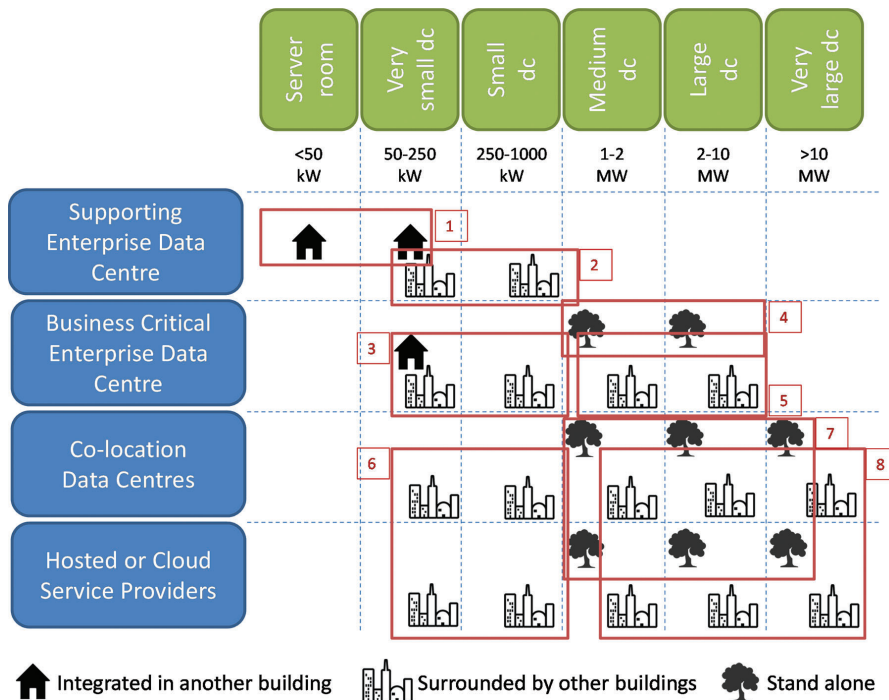 Server
room
Very
small dc
Small
dc
Medium
dc
Large
dc
Very
large dc
<50
kW
50-250
kW
250-1000
kW
1-2
MW
2-10
MW
>10
MW
Supporting
Enterprise Data
Centre
1
2
Business Critical
Enterprise Data
Centre
3
4
5
Co-location
Data Centres
6
7
8
Hosted or Cloud
Service Providers
Integrated in another building
Surrounded by other buildings
Stand alone